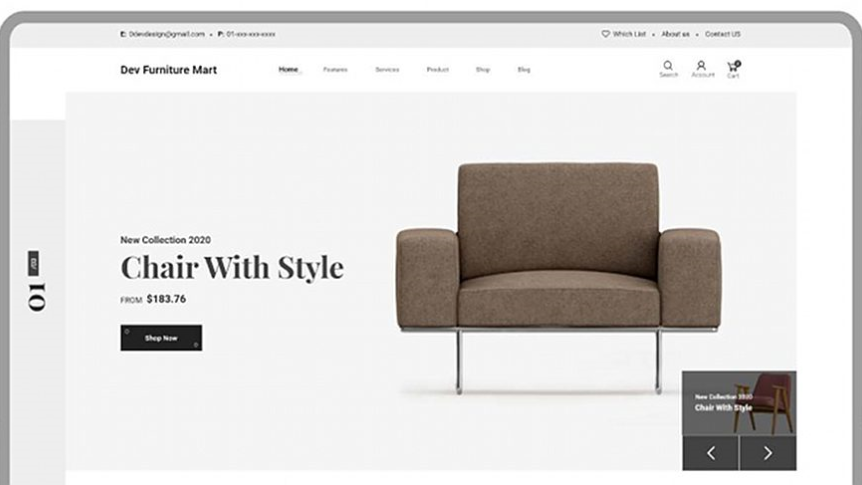 E: 0devdesign@gmail.com • P: 01-xxx-xxx-xxxx
Which List • About us • Contact US
Dev Furniture Mart
Home Features Services Product Shop Blog
Search Account Cart
New Collection 2020
Chair With Style
FROM $183.76
Shop Now
01 /03
New Collection 2020
Chair With Style